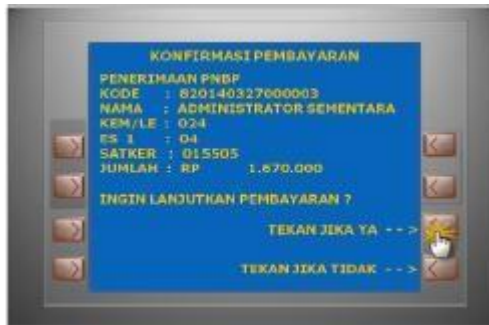 KONFIRMASI PEMBAYARAN
PENERIMAAN PNBP
KODE : 820140327000003
NAMA : ADMINISTRATOR SEMENTARA
KEM/LE : 024
ES 1 : 04
SATKER : 015505
JUMLAH : RP 1.670.000
INGIN LANJUTKAN PEMBAYARAN ?
TEKAN JIKA YA - - >
TEKAN JIKA TIDAK - - >